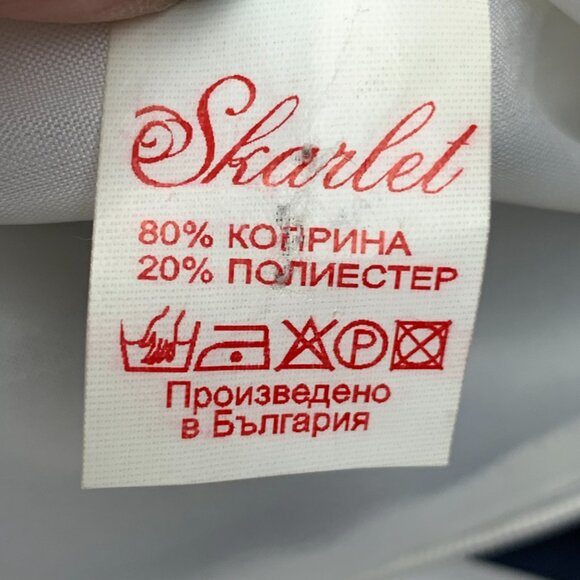 Skarlet
80% КОПРИНА
20% ПОЛИЕСТЕР
P
Произведено
в България